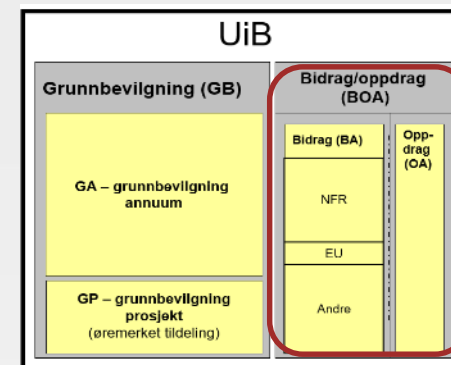 UiB
Grunnbevilgning (GB)
GA – grunnbevilgning
annuum
GP – grunnbevilgning
prosjekt
(øremerket tildeling)
Bidrag/oppdrag
(BOA)
Bidrag (BA)
NFR
EU
Andre
Opp-
drag
(OA)